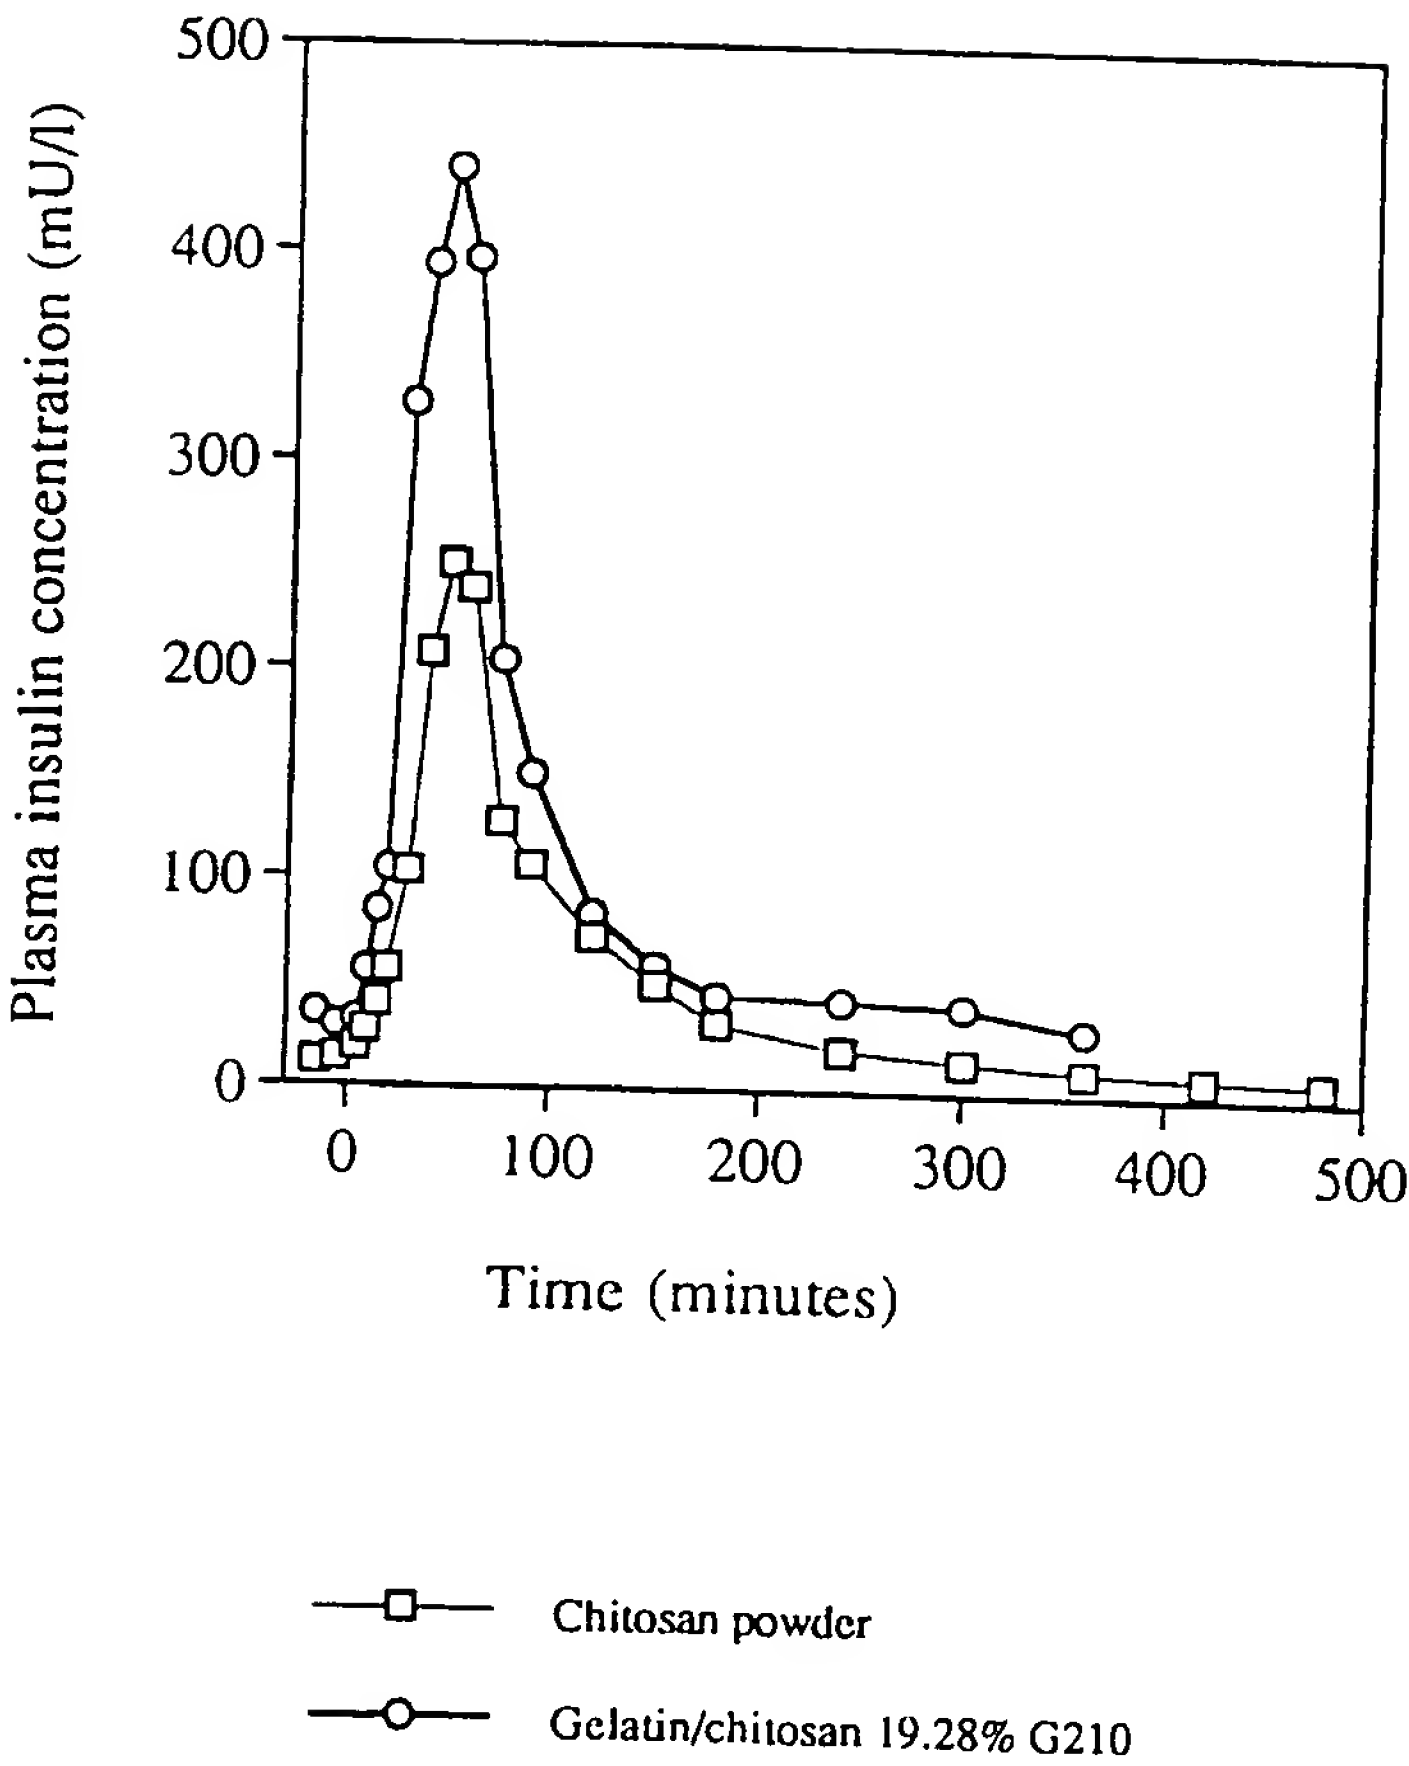 500
400
300
200
100
0
Plasma insulin concentration (mU/l)
0 100 200 300 400 500
Time (minutes)
Chitosan powder
Gelatin/chitosan 19.28% G210